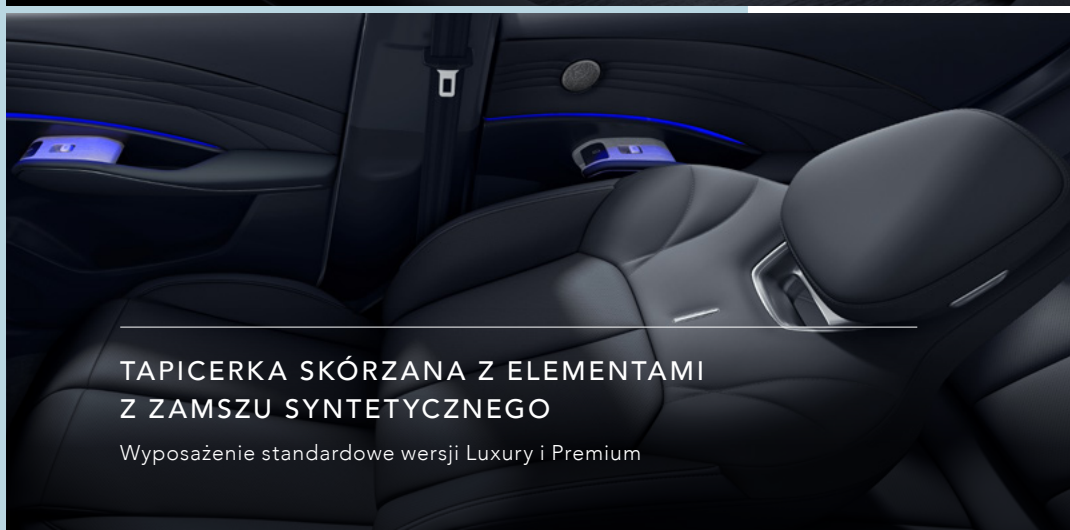 TAPICERKA SKÓRZANA Z ELEMENTAMI
Z ZAMSZU SYNTETYCZNEGO
Wyposażenie standardowe wersji Luxury i Premium